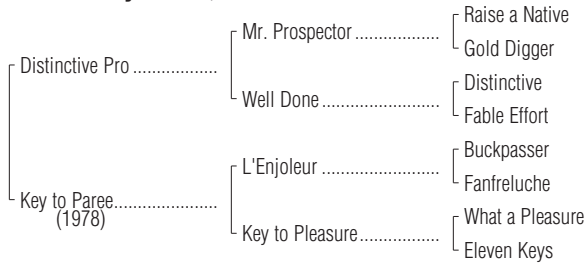 Raise a Native
Mr. Prospector ..................
Gold Digger
Distinctive Pro ..................
Distinctive
Well Done .........................
Fable Effort
Buckpasser
L'Enjoleur .........................
Fanfreluche
Key to Paree......................
(1978)
What a Pleasure
Key to Pleasure..................
Eleven Keys